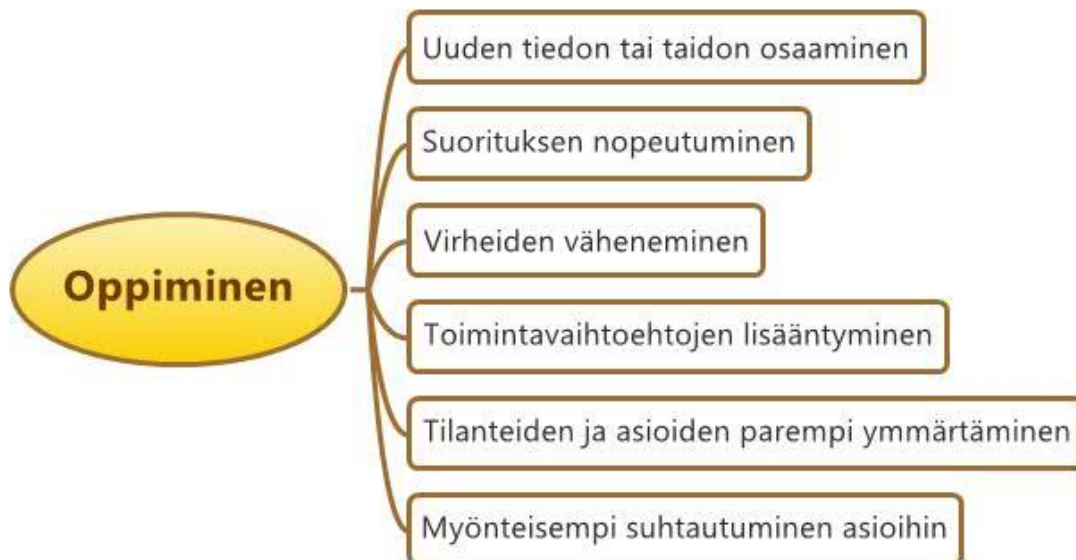 Oppiminen
Uuden tiedon tai taidon osaaminen
Suorituksen nopeutuminen
Virheiden väheneminen
Toimintavaihtoehtojen lisääntyminen
Tilanteiden ja asioiden parempi ymmärtäminen
Myönteisempi suhtautuminen asioihin